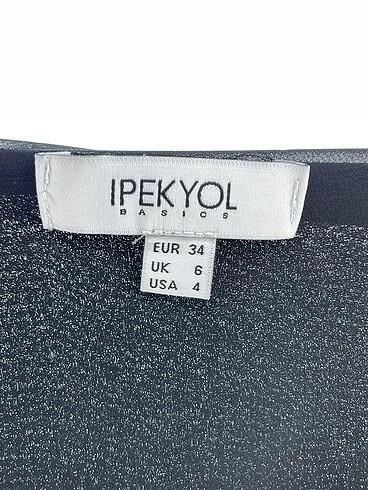 IPEKYOL
BASICS
EUR 34
UK 6
USA 4